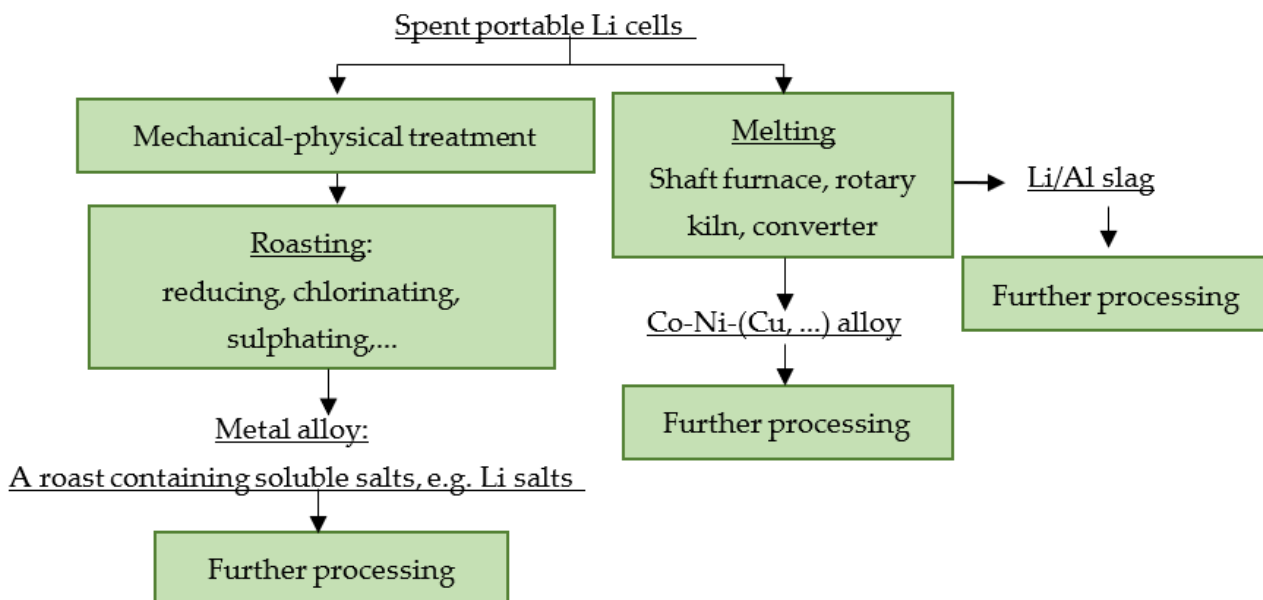 Spent portable Li cells
Mechanical-physical treatment
Roasting:
reducing, chlorinating,
sulphating,...
Metal alloy:
A roast containing soluble salts, e.g. Li salts
Further processing
Melting
Shaft furnace, rotary
kiln, converter
Co-Ni-(Cu, ...) alloy
Further processing
Li/Al slag
Further processing